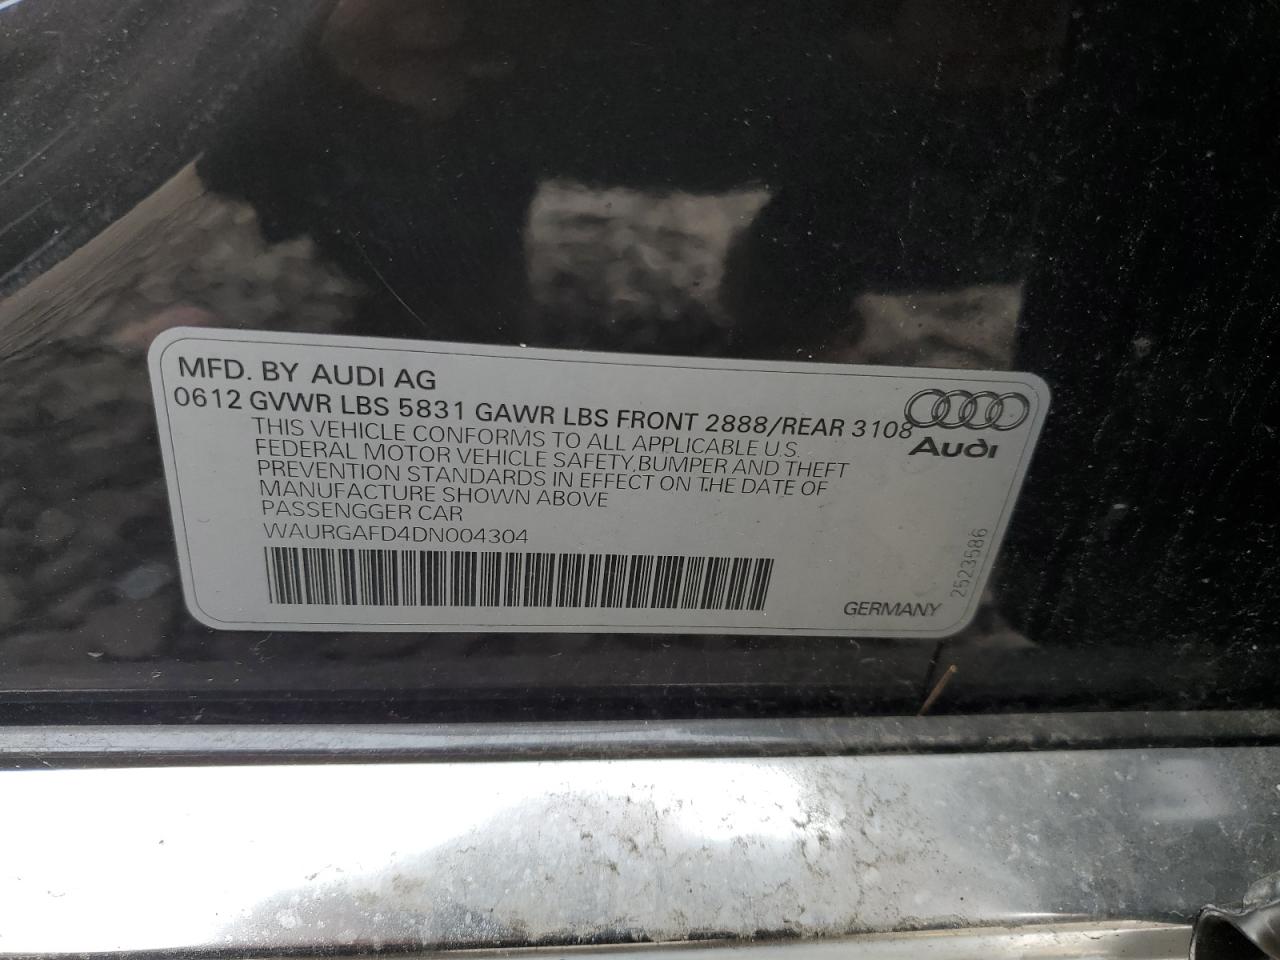 MFD. BY AUDI AG
0612 GVWR LBS 5831 GAWR LBS FRONT 2888/REAR 3108
Audi
THIS VEHICLE CONFORMS TO ALL APPLICABLE U.S.
FEDERAL MOTOR VEHICLE SAFETY,BUMPER AND THEFT
PREVENTION STANDARDS IN EFFECT ON THE DATE OF
MANUFACTURE SHOWN ABOVE
PASSENGGER CAR
WAURGAFD4DN004304
GERMANY
2523586